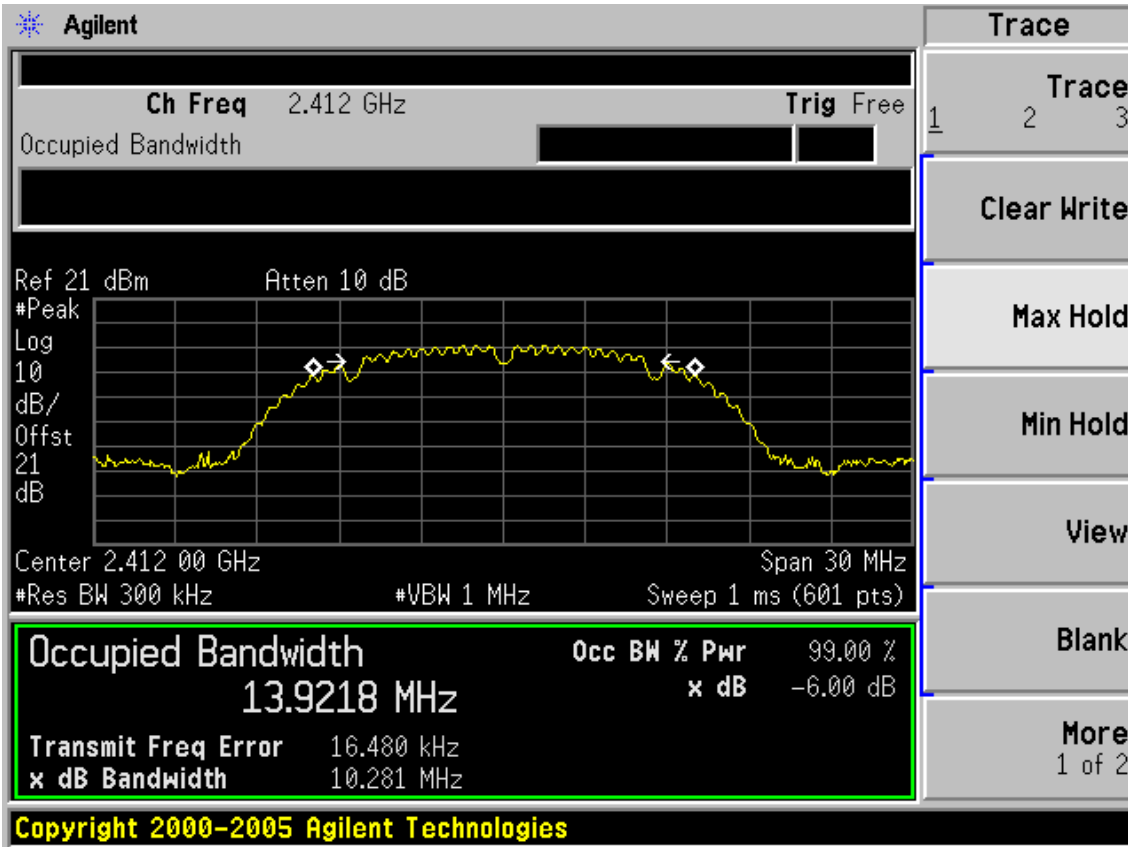 Agilent
Trace
Ch Freq 2.412 GHz Trig Free
Occupied Bandwidth
Trace
1 2 3
Clear Write
Max Hold
Min Hold
View
Blank
More
1 of 2
Ref 21 dBm Atten 10 dB
#Peak
Log
10
dB/
Offst
21
dB
Center 2.412 00 GHz Span 30 MHz
#Res BW 300 kHz #VBW 1 MHz Sweep 1 ms (601 pts)
Occupied Bandwidth Occ BW % Pwr 99.00 %
13.9218 MHz x dB -6.00 dB
Transmit Freq Error 16.480 kHz
x dB Bandwidth 10.281 MHz
Copyright 2000-2005 Agilent Technologies